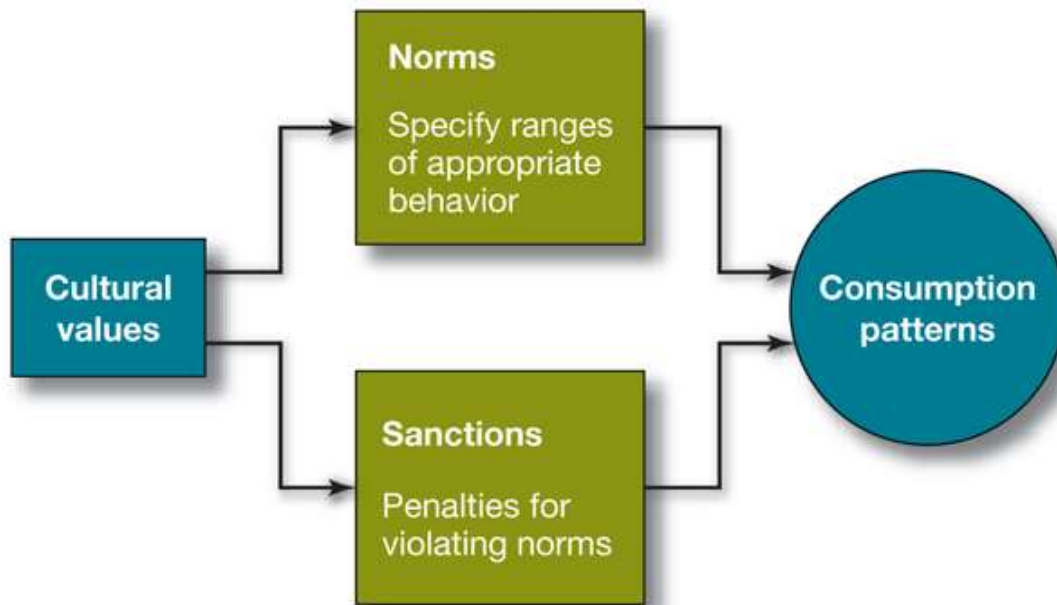 Norms
Specify ranges
of appropriate
behavior
Cultural
values
Consumption
patterns
Sanctions
Penalties for
violating norms